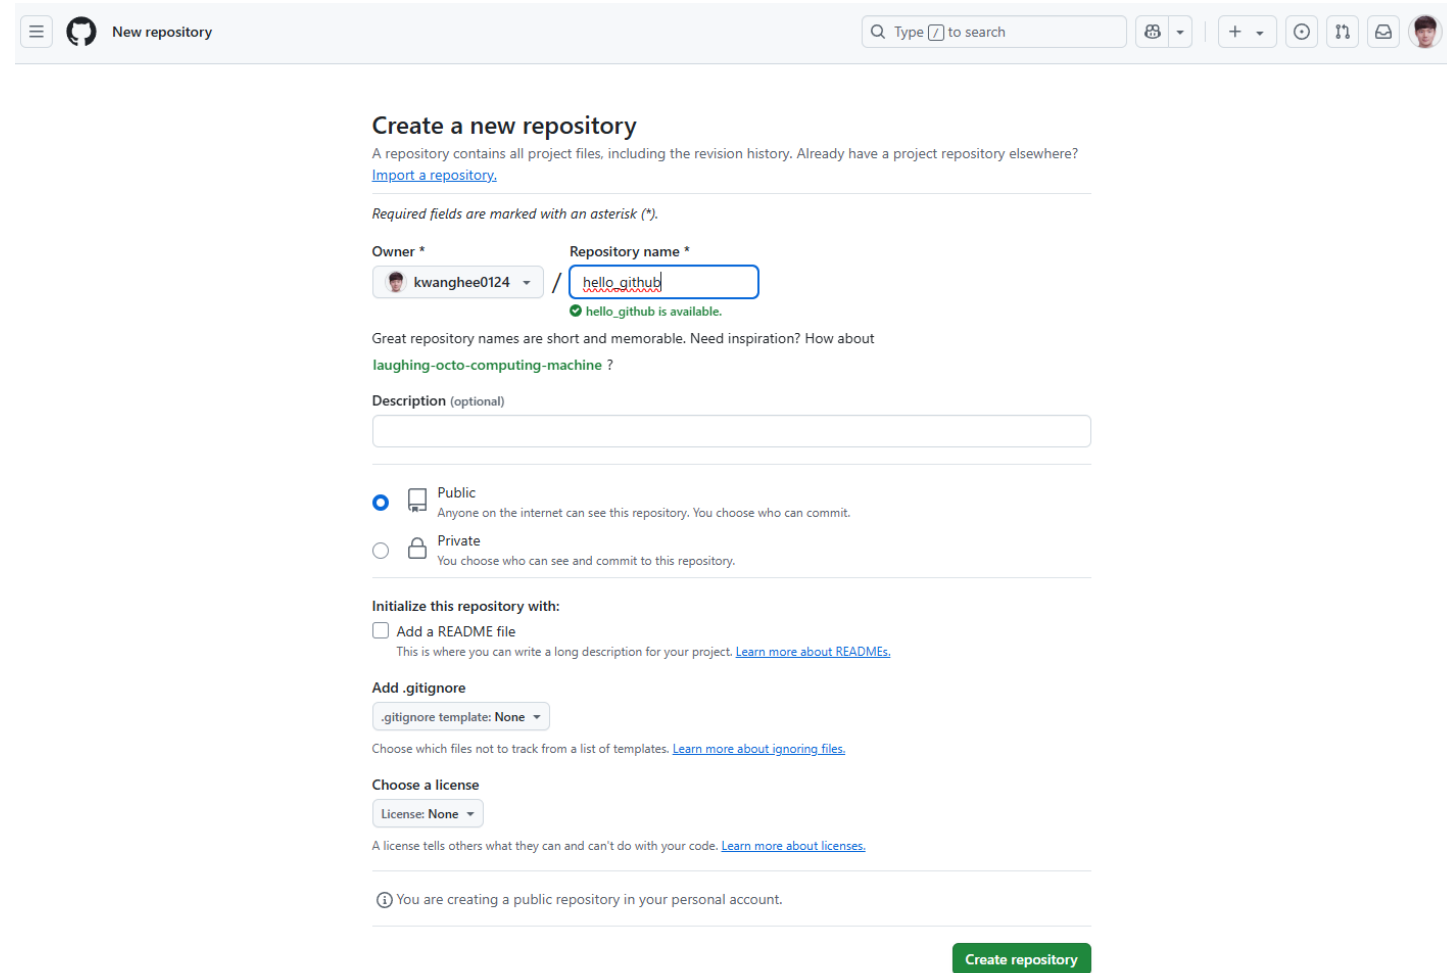 New repository
Type / to search
Create a new repository
A repository contains all project files, including the revision history. Already have a project repository elsewhere?
Import a repository.
Required fields are marked with an asterisk (*).
Owner * Repository name *
kwanghee0124 / hello_github
hello_github is available.
Great repository names are short and memorable. Need inspiration? How about
laughing-octo-computing-machine ?
Description (optional)
Public
Anyone on the internet can see this repository. You choose who can commit.
Private
You choose who can see and commit to this repository.
Initialize this repository with:
Add a README file
This is where you can write a long description for your project. Learn more about READMEs.
Add .gitignore
.gitignore template: None
Choose which files not to track from a list of templates. Learn more about ignoring files.
Choose a license
License: None
A license tells others what they can and can't do with your code. Learn more about licenses.
You are creating a public repository in your personal account.
Create repository